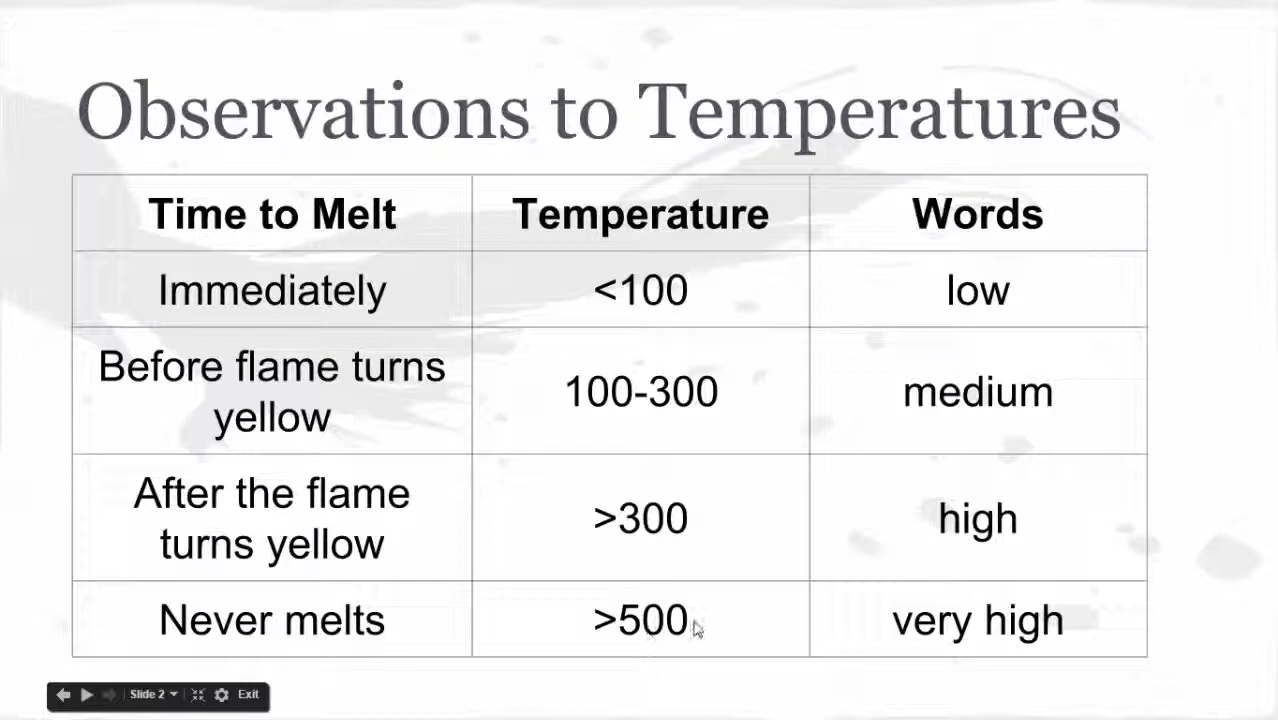 Observations to Temperatures
Time to Melt Temperature Words
Immediately <100 low
Before flame turns
yellow 100-300 medium
After the flame
turns yellow >300 high
Never melts >500 very high
Slide 2 Exit